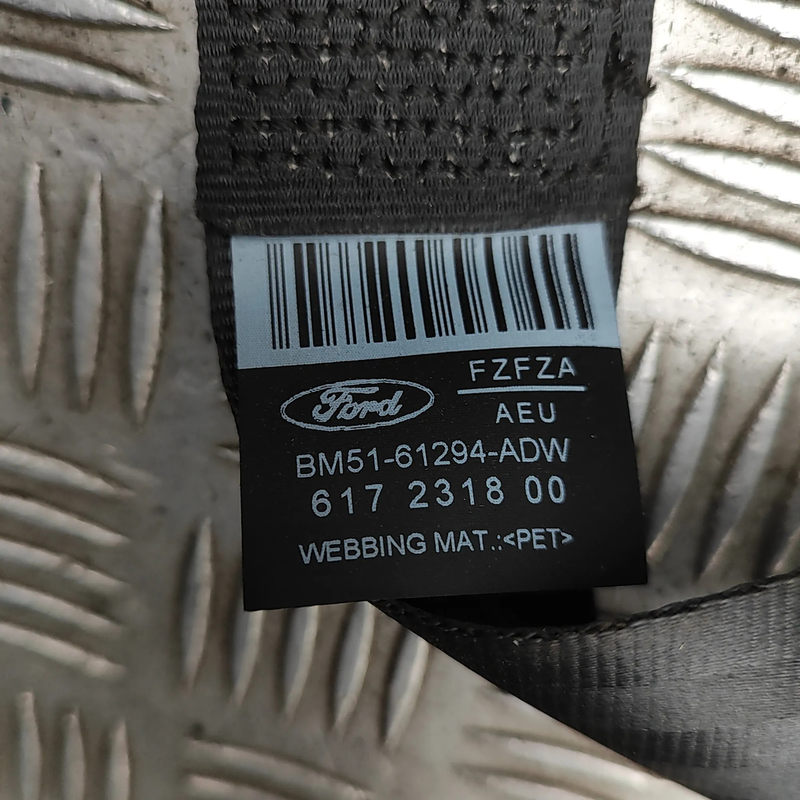 FZFZA
Ford
AEU
BM51-61294-ADW
617 2318 00
WEBBING MAT.:<PET>